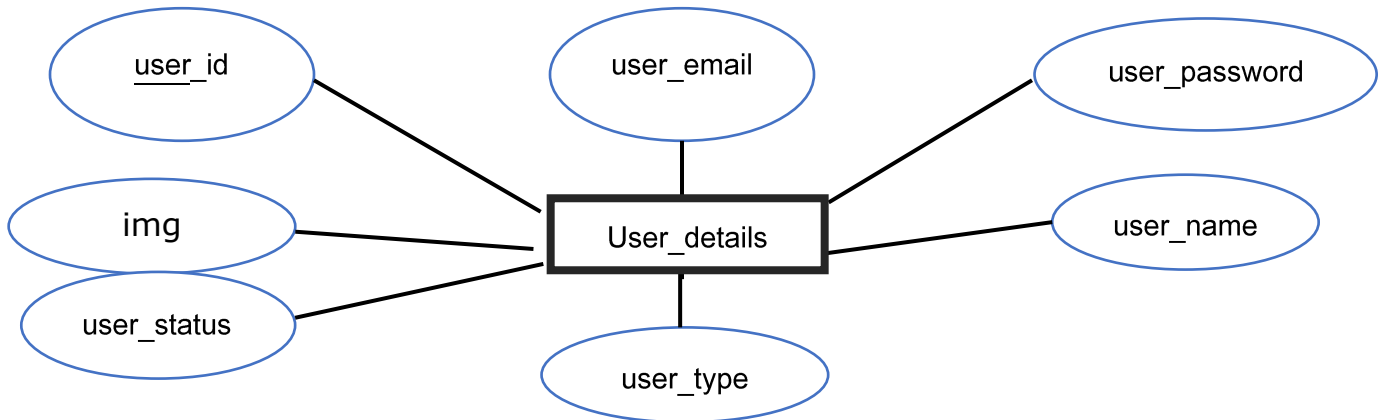 user_id
user_email
user_password
img
User_details
user_name
user_status
user_type